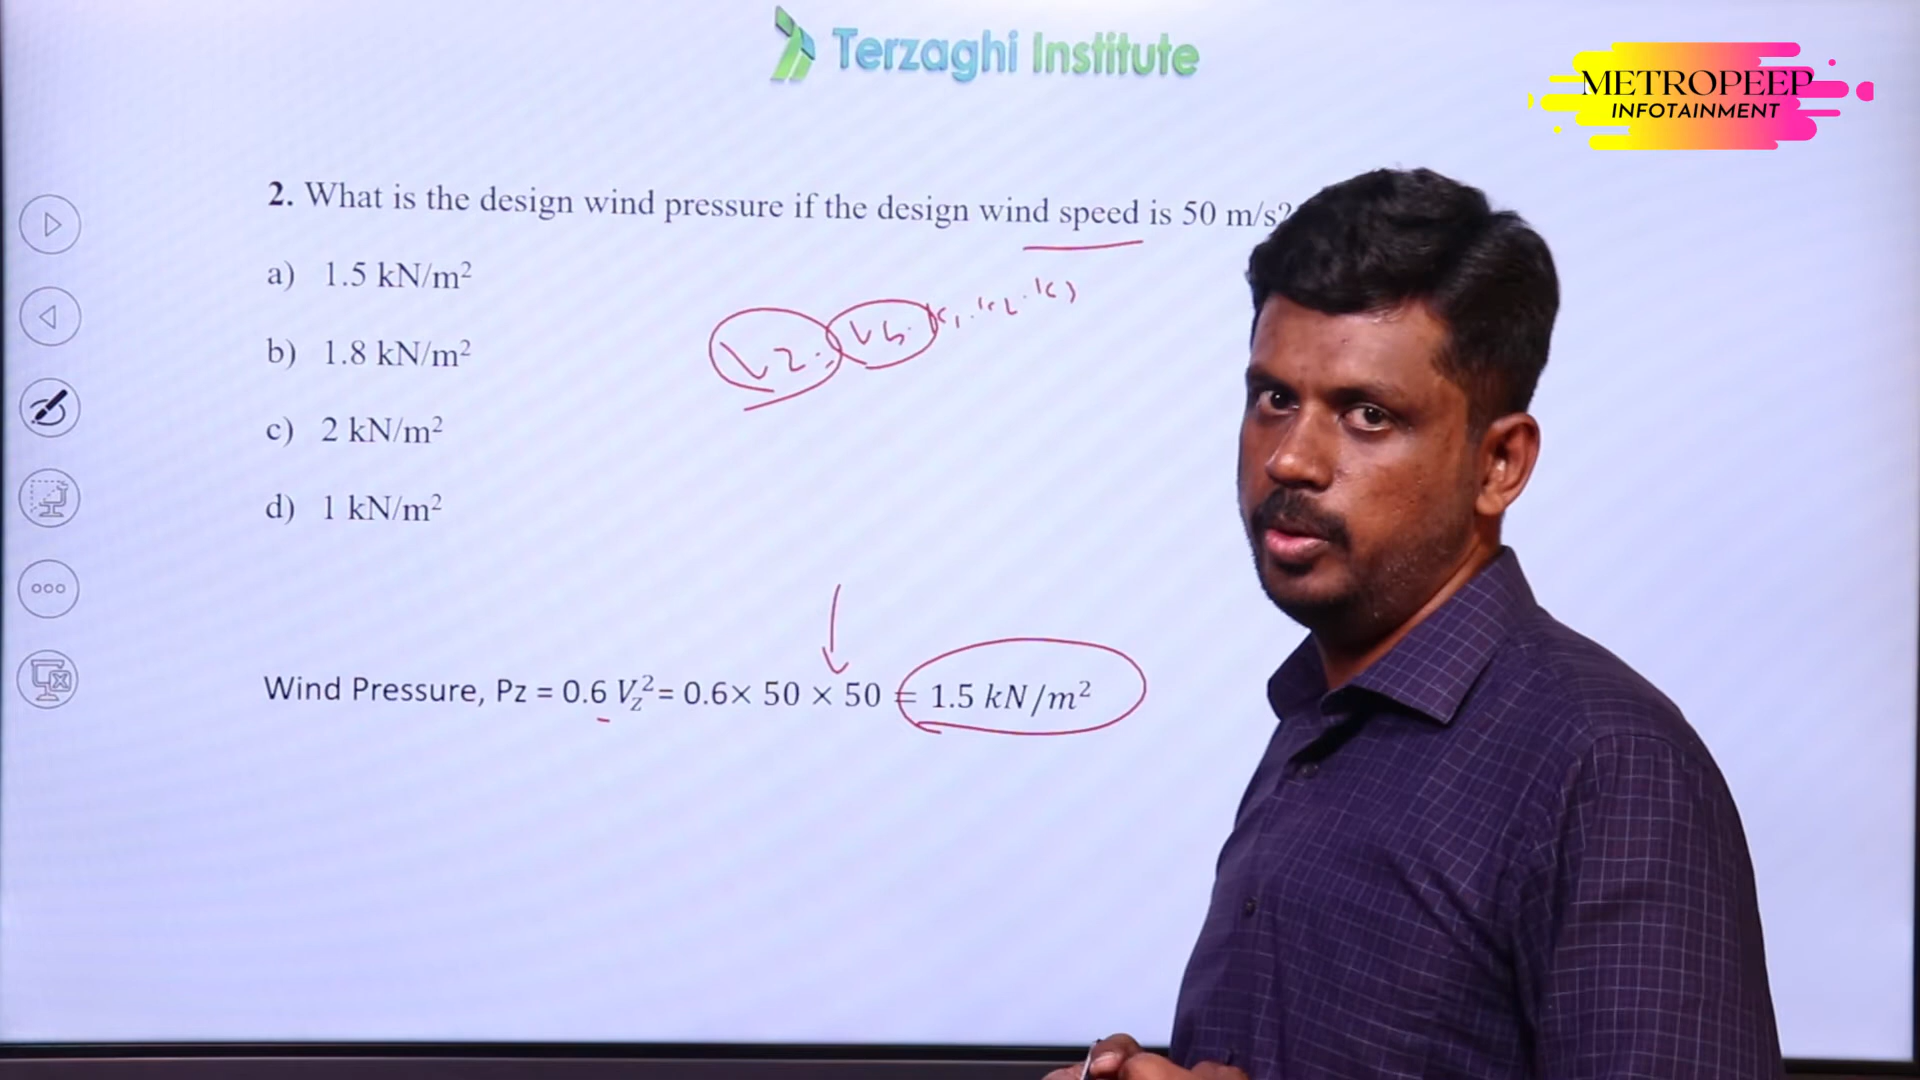 Terzaghi Institute
METROPEEP
INFOTAINMENT
2. What is the design wind pressure if the design wind speed is 50 m/s?
a) 1.5 kN/m²
b) 1.8 kN/m²
c) 2 kN/m²
d) 1 kN/m²
Wind Pressure, Pz = 0.6 V_z² = 0.6× 50 × 50 = 1.5 kN/m²